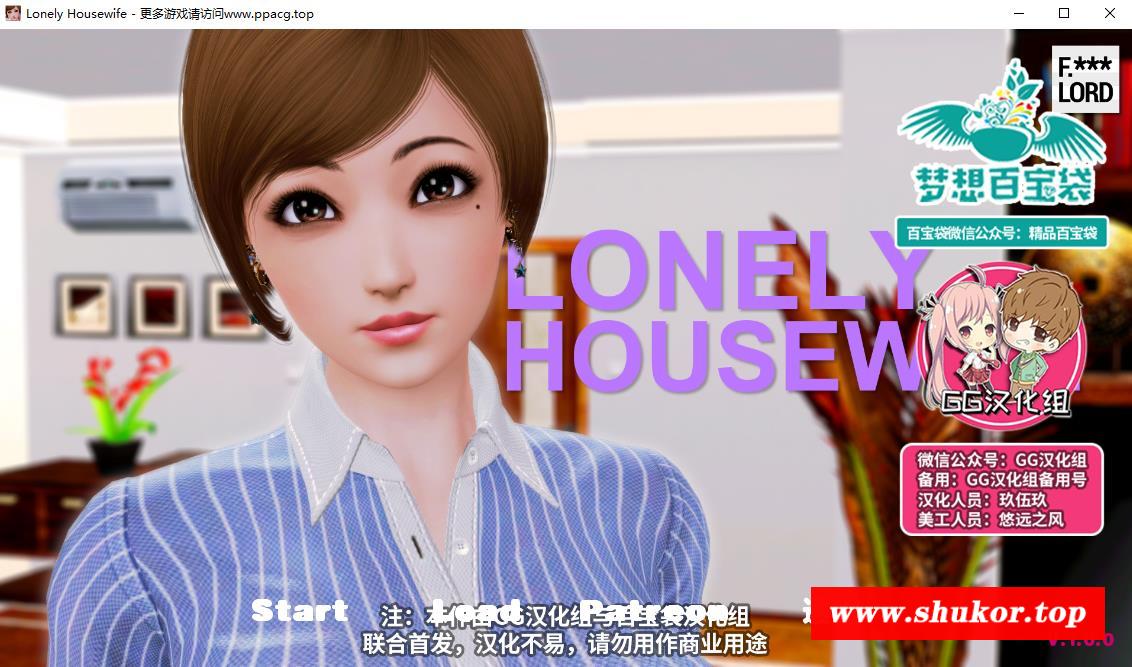 Lonely Housewife - 更多游戏请访问www.ppacg.top
F.***
LORD
梦想百宝袋
百宝袋微信公众号：精品百宝袋
LONELY
HOUSEW
GG汉化组
微信公众号：GG汉化组
备用：GG汉化组备用号
汉化人员：玖伍玖
美工人员：悠远之风
Start Load Patreon
注：本作由GG汉化组与百宝袋汉化组
联合首发，汉化不易，请勿用作商业用途
www.shukor.top
V.1.0.0